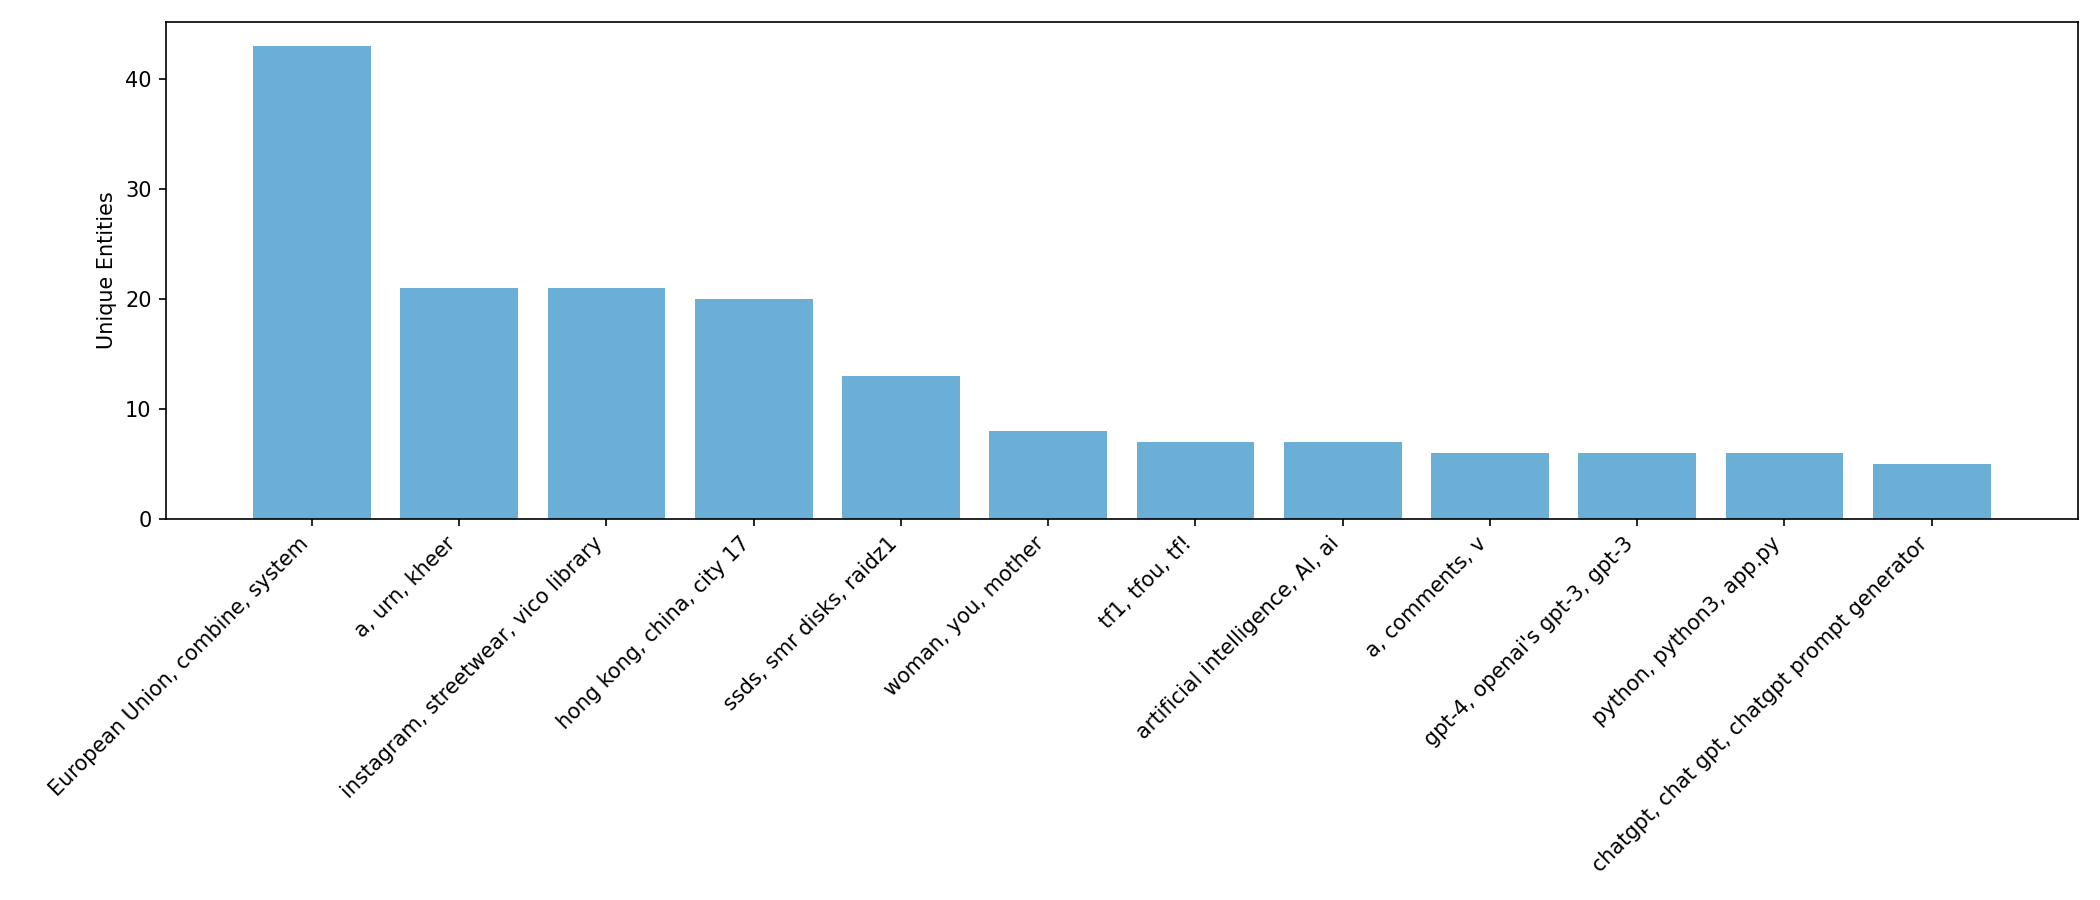 Unique Entities
40
30
20
10
0
European Union, combine, system
a, urn, kheer
instagram, streetwear, vico library
hong kong, china, city 17
ssds, smr disks, raidz1
woman, you, mother
tf1, tfou, tf!
artificial intelligence, AI, ai
a, comments, v
gpt-4, openai's gpt-3, gpt-3
python, python3, app.py
chatgpt, chat gpt, chatgpt prompt generator